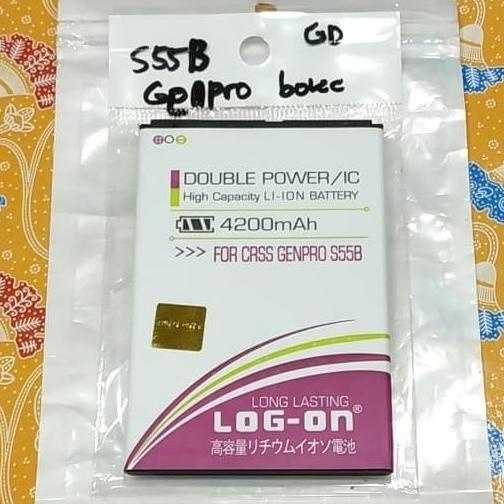 S55B GD
Genpro bolec
DOUBLE POWER/IC
High Capacity LI-ION BATTERY
4200mAh
>>> FOR CRSS GENPRO S55B
LONG LASTING
LOG-ON®
高容量リチウムイオソ電池